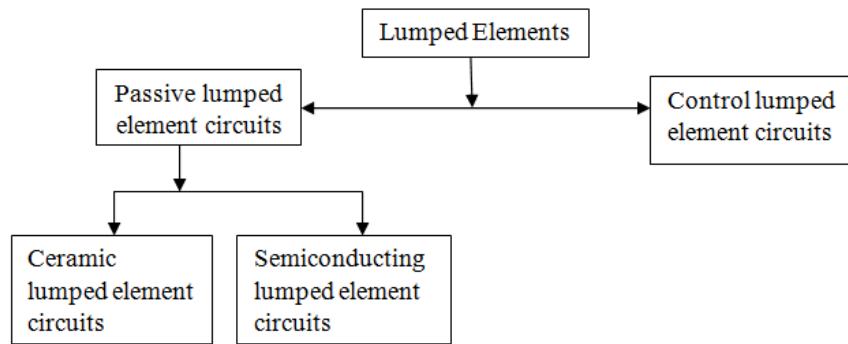 Lumped Elements
Passive lumped
element circuits
Control lumped
element circuits
Ceramic
lumped element
circuits
Semiconducting
lumped element
circuits